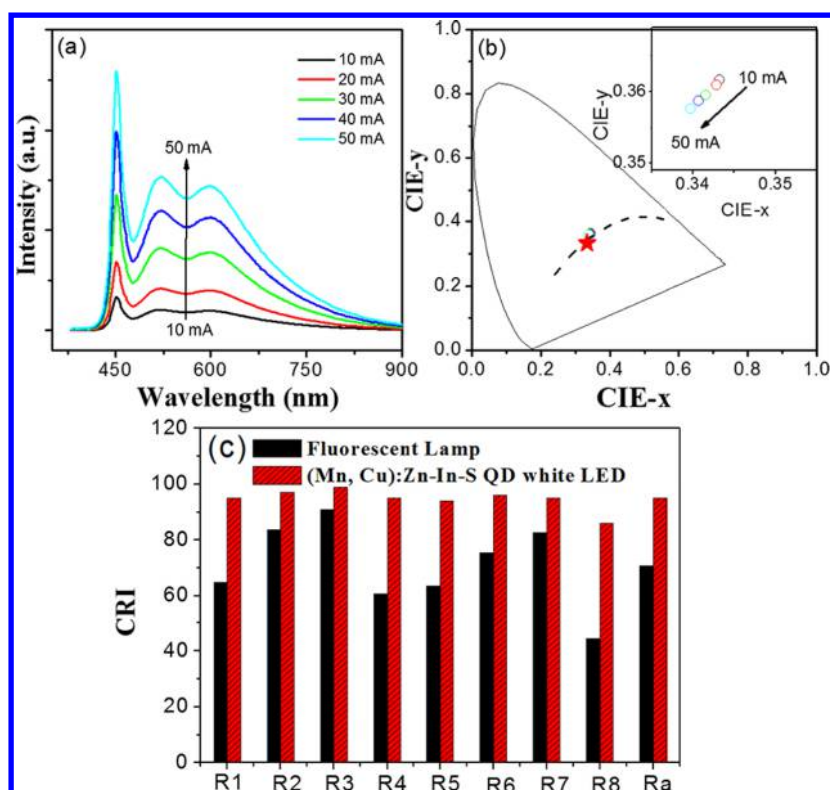 (a)
10 mA
20 mA
30 mA
40 mA
50 mA
50 mA
10 mA
Intensity (a.u.)
450 600 750 900
Wavelength (nm)
(b)
1.0
0.8
0.6
0.4
0.2
0.0
CIE-y
0.0 0.2 0.4 0.6 0.8 1.0
CIE-x
0.36
0.35
CIE-y
10 mA
50 mA
0.34 0.35
CIE-x
(c)
Fluorescent Lamp
(Mn, Cu):Zn-In-S QD white LED
120
100
80
60
40
20
0
CRI
R1 R2 R3 R4 R5 R6 R7 R8 Ra